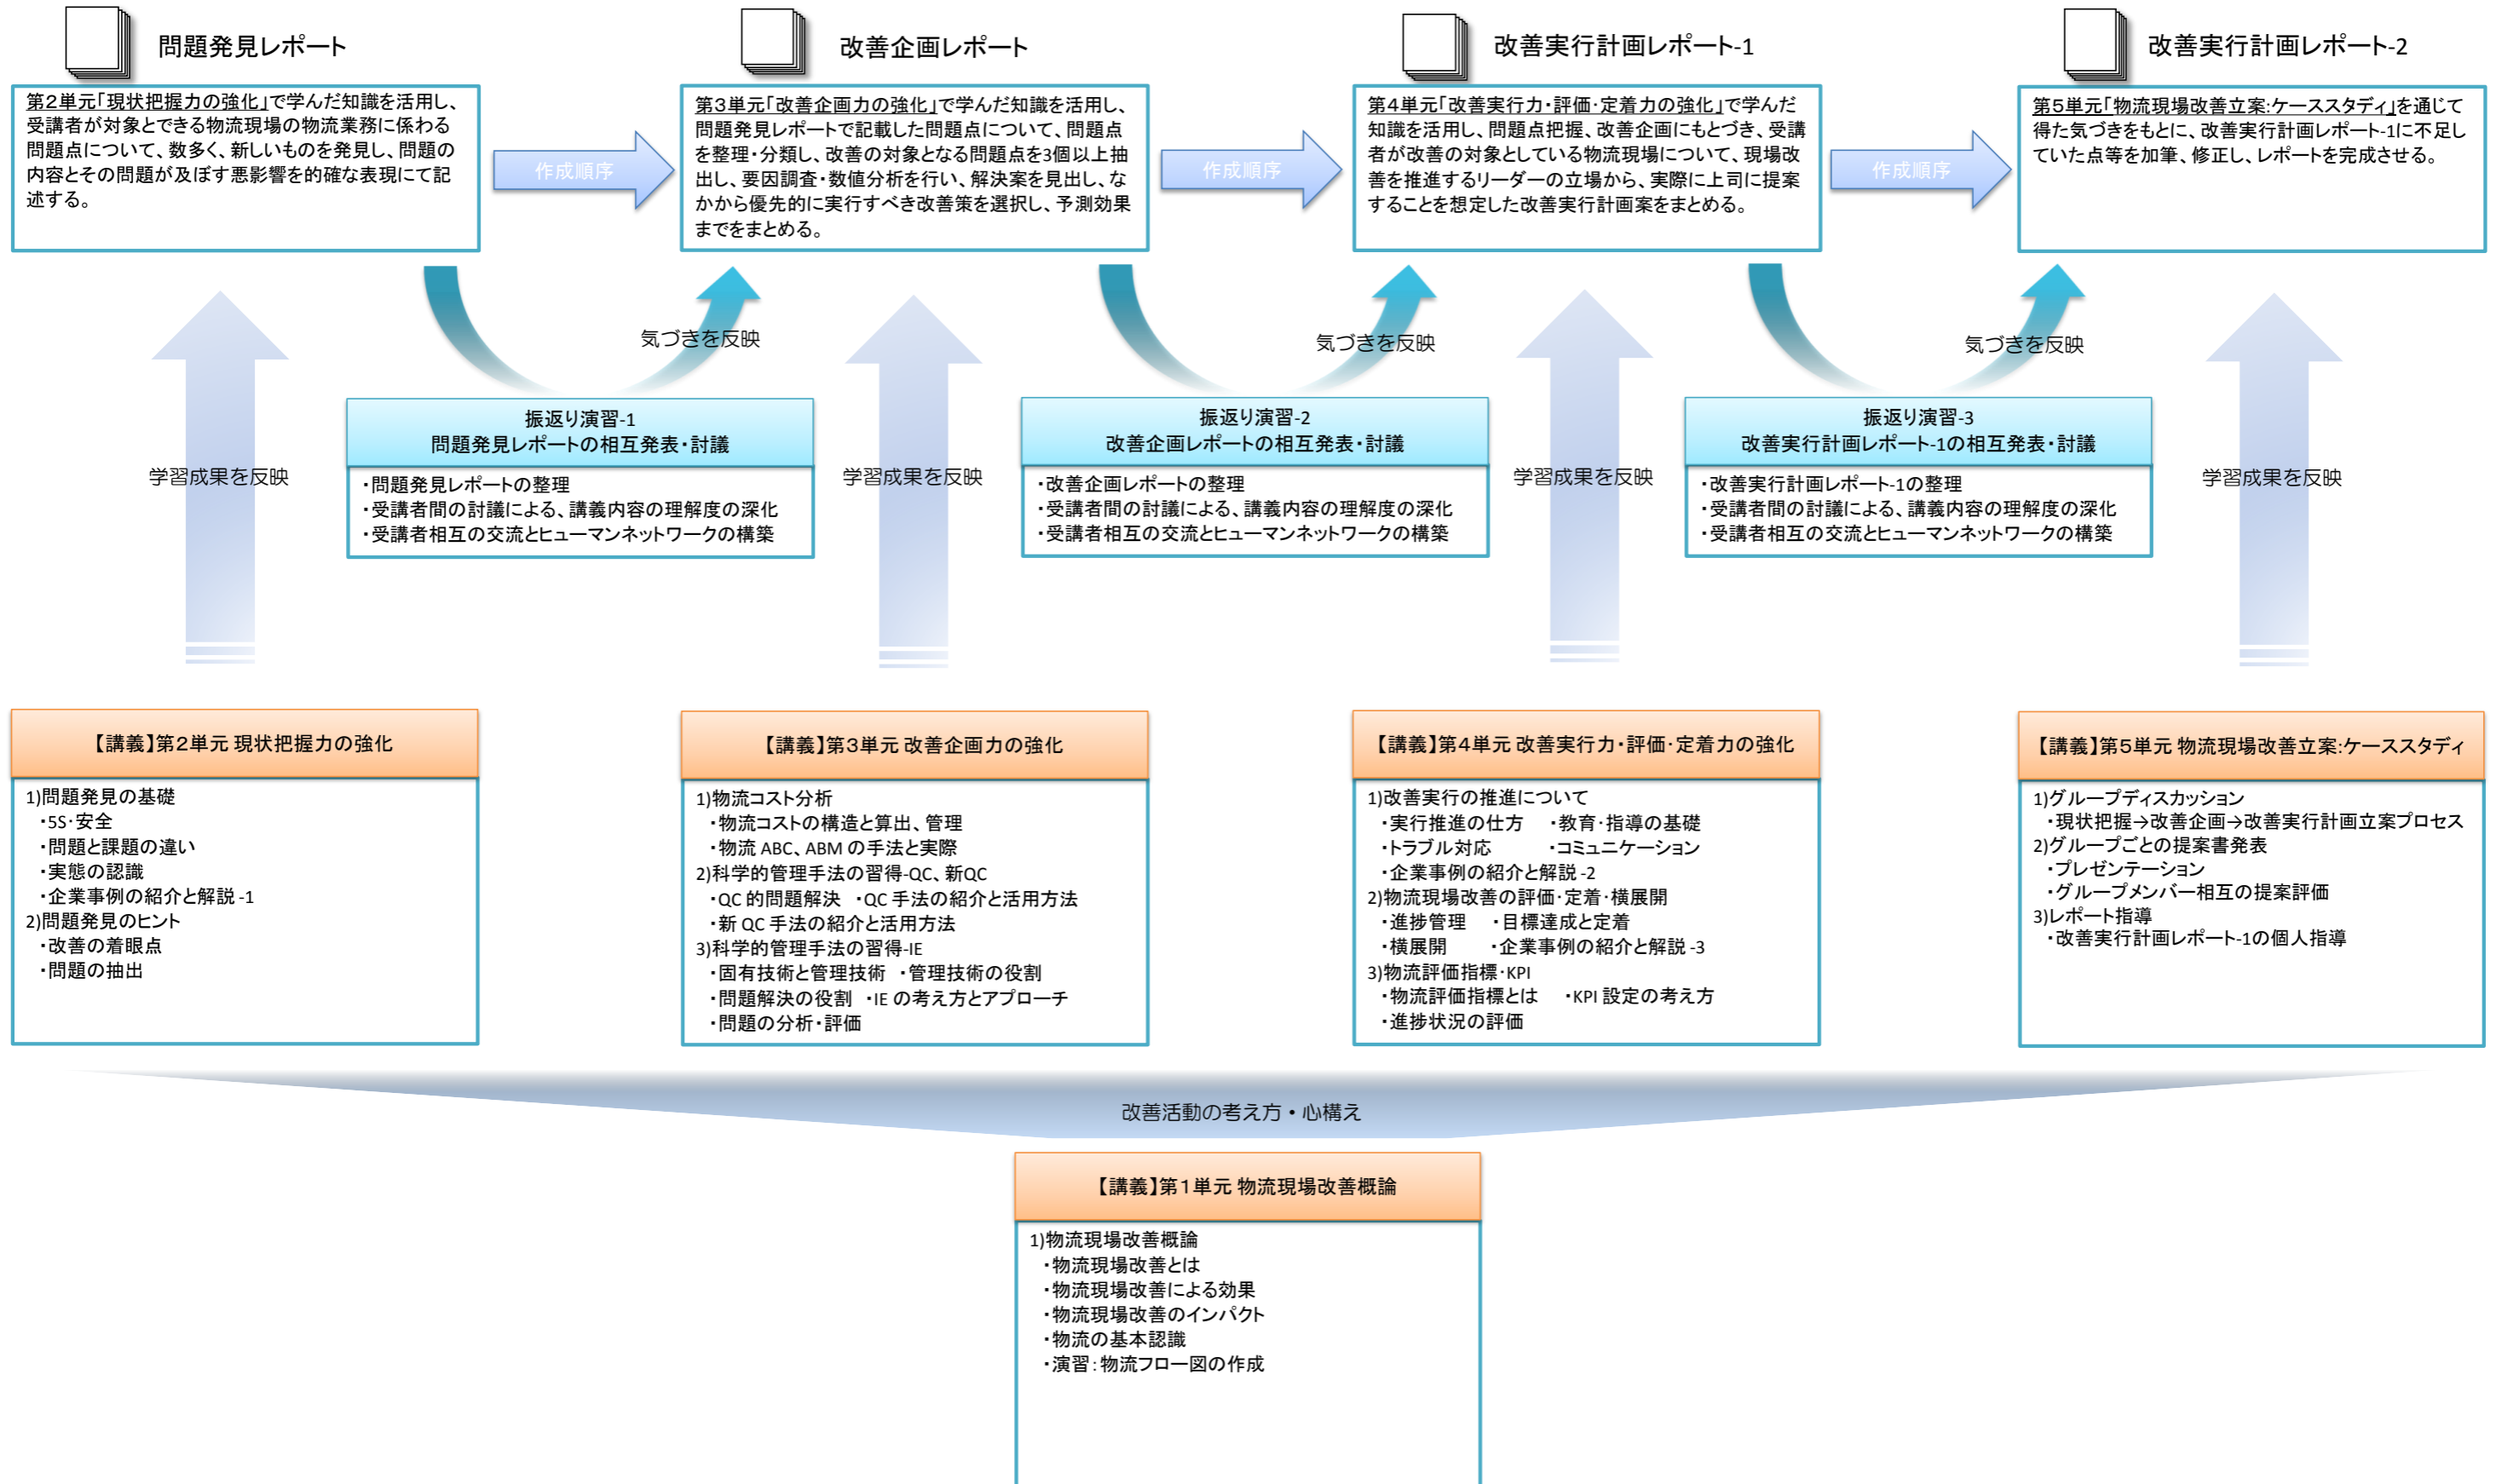 問題発見レポート
第2単元「現状把握力の強化」で学んだ知識を活用し、
受講者が対象とできる物流現場の物流業務に係わる
問題点について、数多く、新しいものを発見し、問題の
内容とその問題が及ぼす悪影響を的確な表現にて記
述する。
作成順序
改善企画レポート
第3単元「改善企画力の強化」で学んだ知識を活用し、
問題発見レポートで記載した問題点について、問題点
を整理・分類し、改善の対象となる問題点を3個以上抽
出し、要因調査・数値分析を行い、解決案を見出し、な
かから優先的に実行すべき改善策を選択し、予測効果
までをまとめる。
作成順序
改善実行計画レポート-1
第4単元「改善実行力・評価・定着力の強化」で学んだ
知識を活用し、問題点把握、改善企画にもとづき、受講
者が改善の対象としている物流現場について、現場改
善を推進するリーダーの立場から、実際に上司に提案
することを想定した改善実行計画案をまとめる。
作成順序
改善実行計画レポート-2
第5単元「物流現場改善立案:ケーススタディ」を通じて
得た気づきをもとに、改善実行計画レポート-1に不足し
ていた点等を加筆、修正し、レポートを完成させる。
気づきを反映
気づきを反映
気づきを反映
振返り演習-1
問題発見レポートの相互発表・討議
・問題発見レポートの整理
・受講者間の討議による、講義内容の理解度の深化
・受講者相互の交流とヒューマンネットワークの構築
振返り演習-2
改善企画レポートの相互発表・討議
・改善企画レポートの整理
・受講者間の討議による、講義内容の理解度の深化
・受講者相互の交流とヒューマンネットワークの構築
振返り演習-3
改善実行計画レポート-1の相互発表・討議
・改善実行計画レポート-1の整理
・受講者間の討議による、講義内容の理解度の深化
・受講者相互の交流とヒューマンネットワークの構築
学習成果を反映
学習成果を反映
学習成果を反映
学習成果を反映
【講義】第2単元 現状把握力の強化
1)問題発見の基礎
・5S・安全
・問題と課題の違い
・実態の認識
・企業事例の紹介と解説 -1
2)問題発見のヒント
・改善の着眼点
・問題の抽出
【講義】第3単元 改善企画力の強化
1)物流コスト分析
・物流コストの構造と算出、管理
・物流 ABC、ABM の手法と実際
2)科学的管理手法の習得-QC、新QC
・QC 的問題解決 ・QC 手法の紹介と活用方法
・新 QC 手法の紹介と活用方法
3)科学的管理手法の習得-IE
・固有技術と管理技術 ・管理技術の役割
・問題解決の役割 ・IE の考え方とアプローチ
・問題の分析・評価
【講義】第4単元 改善実行力・評価・定着力の強化
1)改善実行の推進について
・実行推進の仕方 ・教育・指導の基礎
・トラブル対応 ・コミュニケーション
・企業事例の紹介と解説 -2
2)物流現場改善の評価・定着・横展開
・進捗管理 ・目標達成と定着
・横展開 ・企業事例の紹介と解説 -3
3)物流評価指標・KPI
・物流評価指標とは ・KPI 設定の考え方
・進捗状況の評価
【講義】第5単元 物流現場改善立案:ケーススタディ
1)グループディスカッション
・現状把握→改善企画→改善実行計画立案プロセス
2)グループごとの提案書発表
・プレゼンテーション
・グループメンバー相互の提案評価
3)レポート指導
・改善実行計画レポート-1の個人指導
改善活動の考え方・心構え
【講義】第1単元 物流現場改善概論
1)物流現場改善概論
・物流現場改善とは
・物流現場改善による効果
・物流現場改善のインパクト
・物流の基本認識
・演習:物流フロー図の作成